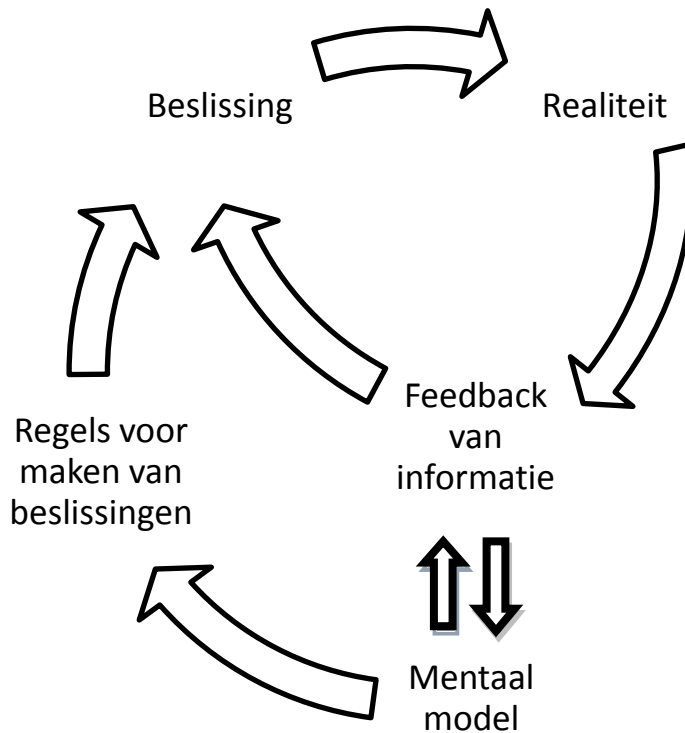 Beslissing
Realiteit
Feedback
van
informatie
Regels voor
maken van
beslissingen
Mentaal
model